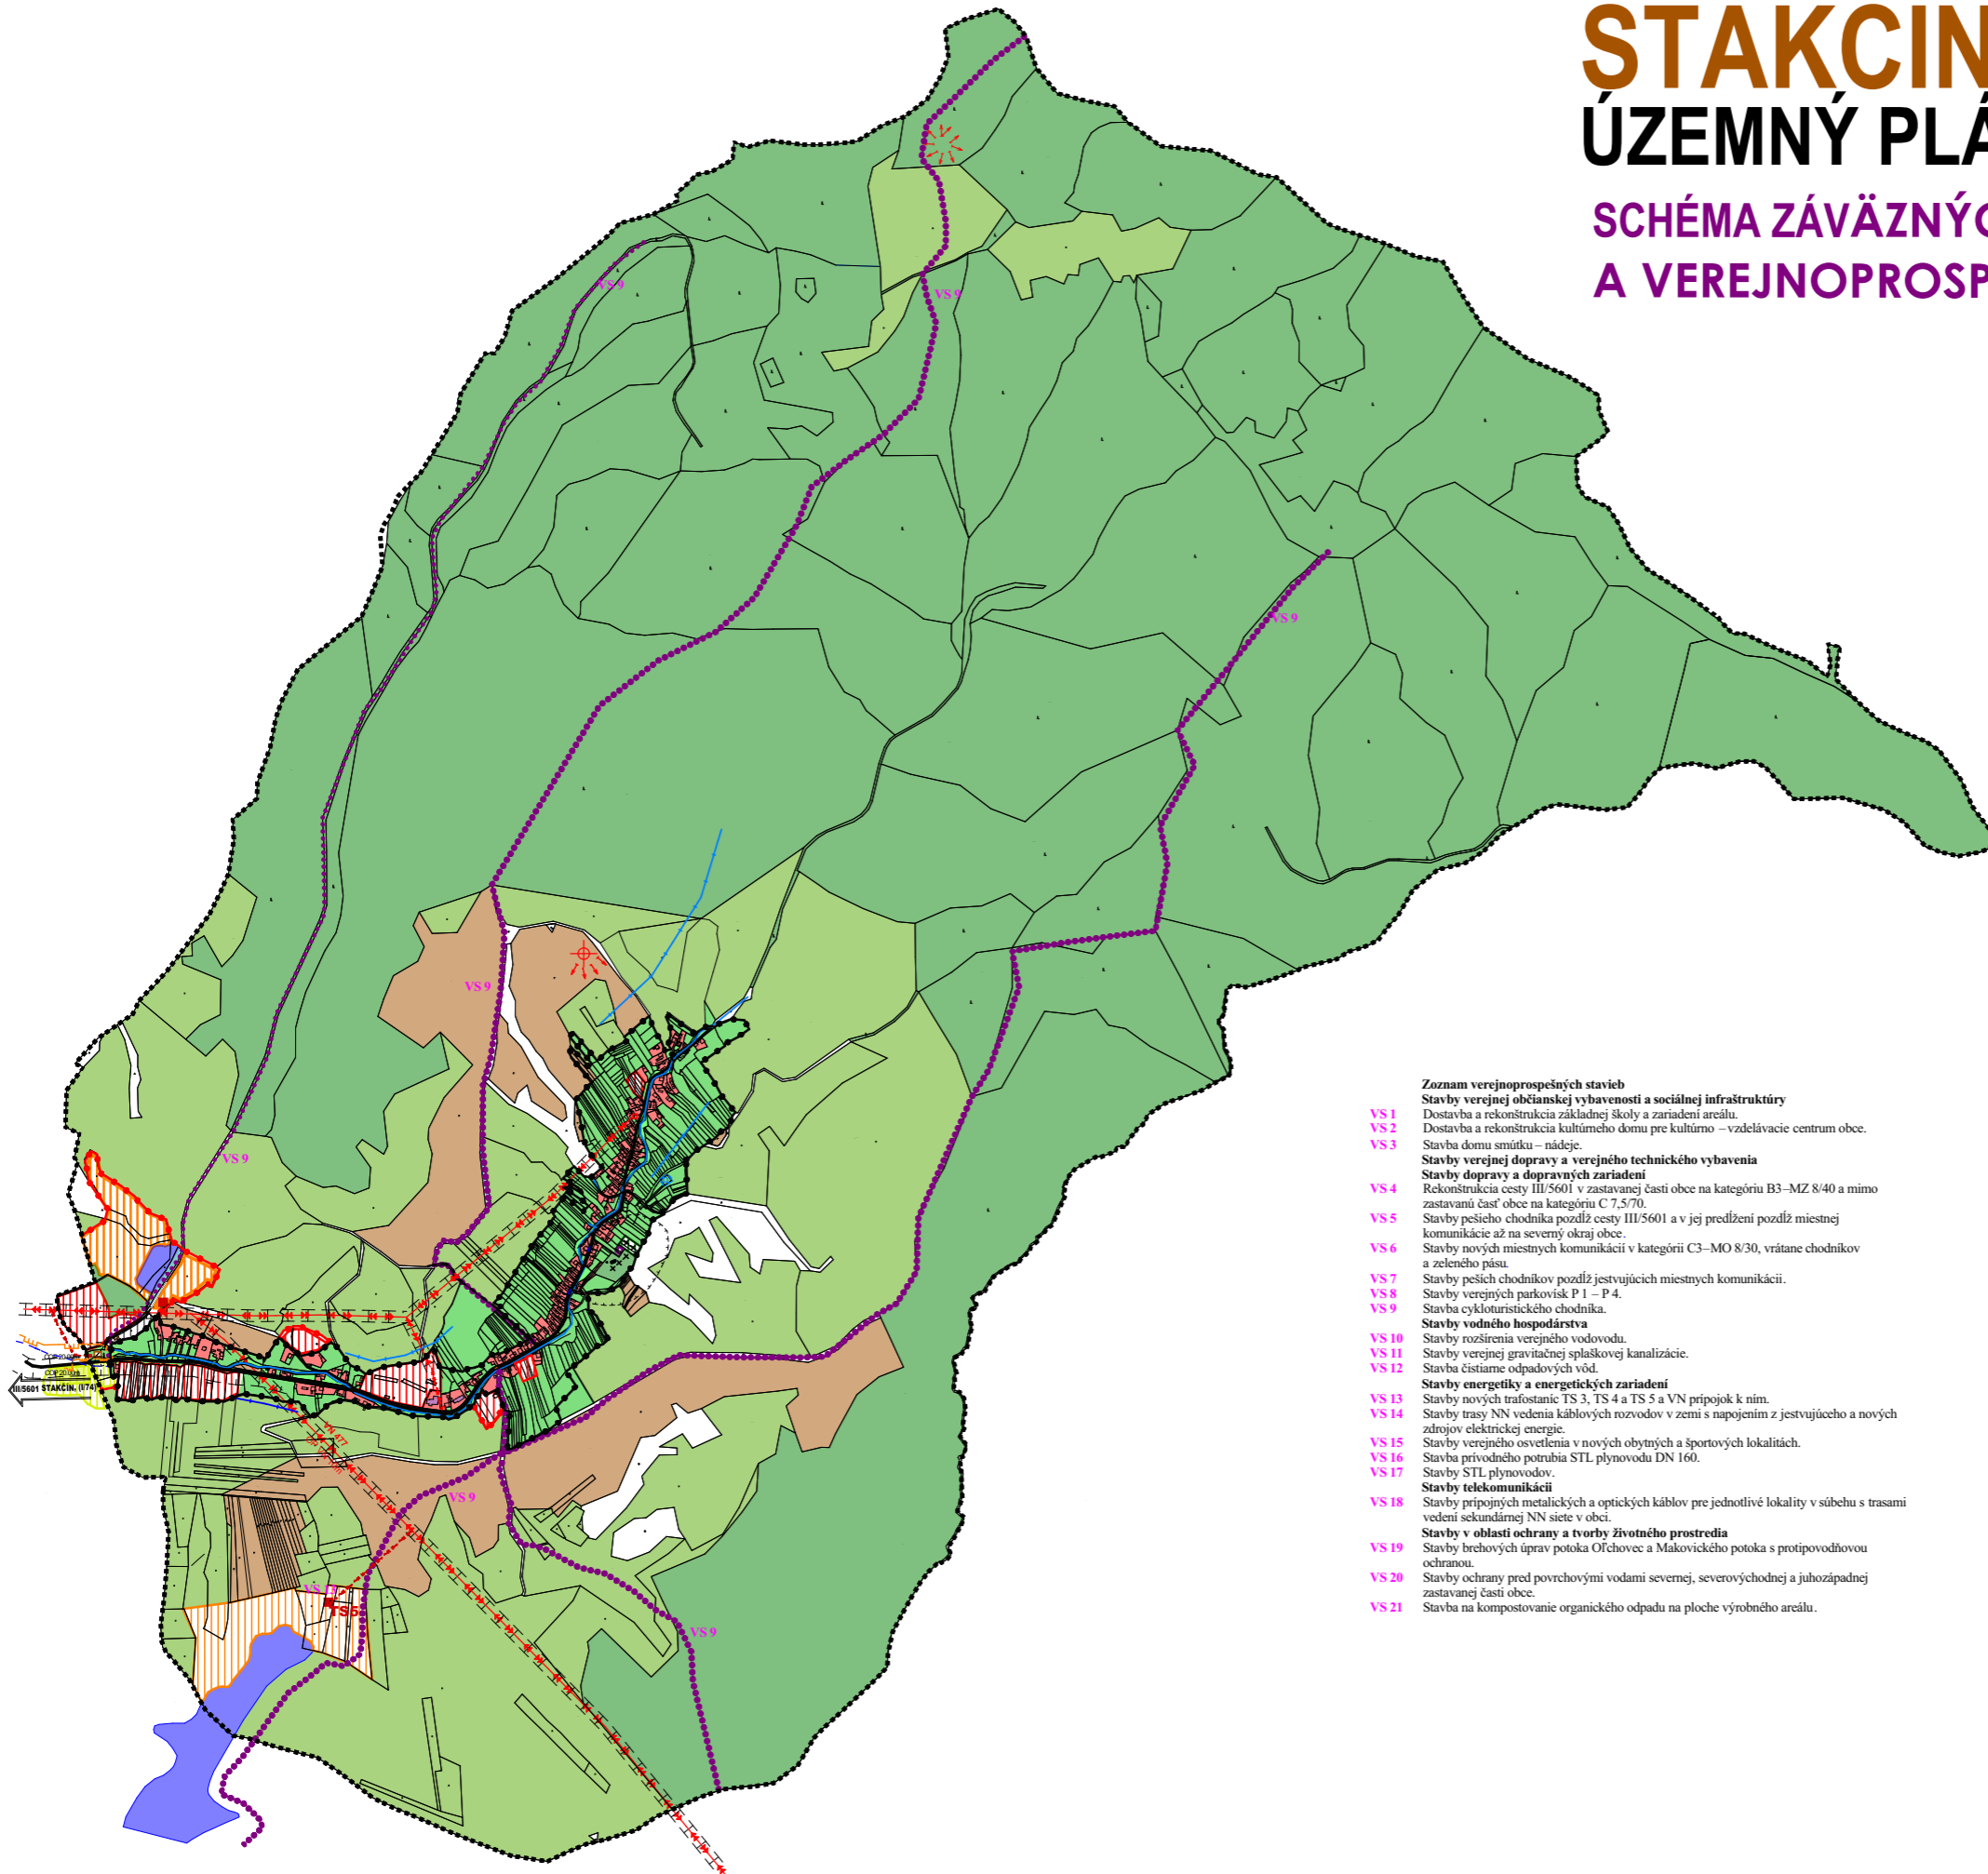 STAKCIN
ÚZEMNÝ PLÁ
SCHÉMA ZÁVÄZNÝC
A VEREJNOPROSP
VS 9
VS 9
VS 9
VS 9
VS 9
III/5601 STAKČÍN, (I/74)
VN 477
VS 9
VS 13
TS5
VS 9
Zoznam verejnoprospešných stavieb
Stavby verejnej občianskej vybavenosti a sociálnej infraštruktúry
VS 1 Dostavba a rekonštrukcia základnej školy a zariadení areálu.
VS 2 Dostavba a rekonštrukcia kultúrneho domu pre kultúrno – vzdelávacie centrum obce.
VS 3 Stavba domu smútku – nádeje.
Stavby verejnej dopravy a verejného technického vybavenia
Stavby dopravy a dopravných zariadení
VS 4 Rekonštrukcia cesty III/5601 v zastavanej časti obce na kategóriu B3–MZ 8/40 a mimo
zastavanú časť obce na kategóriu C 7,5/70.
VS 5 Stavby pešieho chodníka pozdĺž cesty III/5601 a v jej predĺžení pozdĺž miestnej
komunikácie až na severný okraj obce.
VS 6 Stavby nových miestnych komunikácií v kategórii C3–MO 8/30, vrátane chodníkov
a zeleného pásu.
VS 7 Stavby peších chodníkov pozdĺž jestvujúcich miestnych komunikácii.
VS 8 Stavby verejných parkovísk P 1 – P 4.
VS 9 Stavba cykloturistického chodníka.
Stavby vodného hospodárstva
VS 10 Stavby rozšírenia verejného vodovodu.
VS 11 Stavby verejnej gravitačnej splaškovej kanalizácie.
VS 12 Stavba čistiarne odpadových vôd.
Stavby energetiky a energetických zariadení
VS 13 Stavby nových trafostaníc TS 3, TS 4 a TS 5 a VN prípojok k ním.
VS 14 Stavby trasy NN vedenia káblových rozvodov v zemi s napojením z jestvujúceho a nových
zdrojov elektrickej energie.
VS 15 Stavby verejného osvetlenia v nových obytných a športových lokalitách.
VS 16 Stavba prívodného potrubia STL plynovodu DN 160.
VS 17 Stavby STL plynovodov.
Stavby telekomunikácii
VS 18 Stavby prípojných metalických a optických káblov pre jednotlivé lokality v súbehu s trasami
vedení sekundárnej NN siete v obci.
Stavby v oblasti ochrany a tvorby životného prostredia
VS 19 Stavby brehových úprav potoka Oľchovec a Makovického potoka s protipovodňovou
ochranou.
VS 20 Stavby ochrany pred povrchovými vodami severnej, severovýchodnej a juhozápadnej
zastavanej časti obce.
VS 21 Stavba na kompostovanie organického odpadu na ploche výrobného areálu.